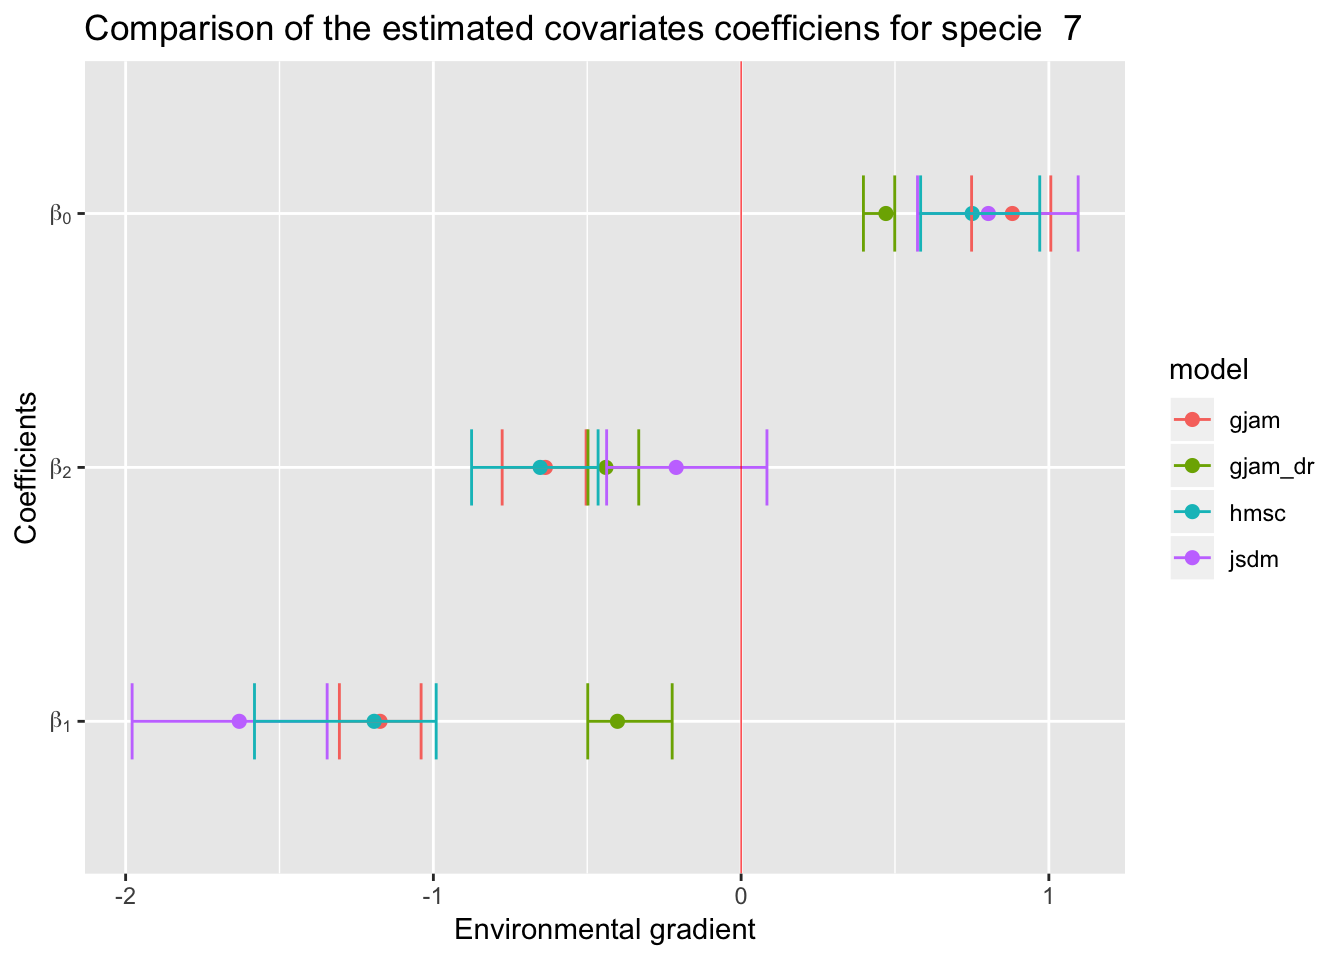 Comparison of the estimated covariates coefficiens for specie 7
Coefficients
β₀
β₂
β₁
-2 -1 0 1
Environmental gradient
model
gjam
gjam_dr
hmsc
jsdm